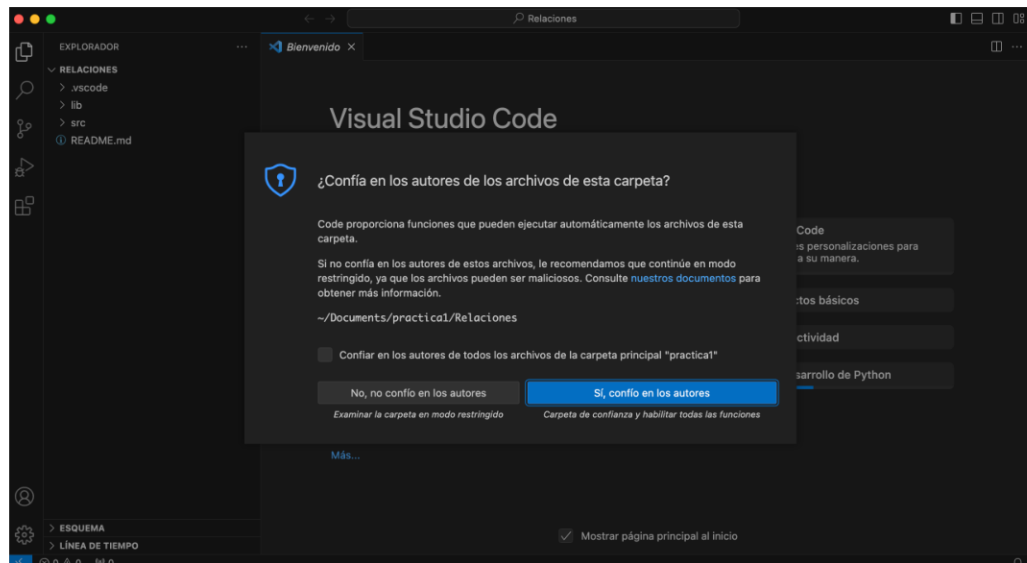 Relaciones
EXPLORADOR
Bienvenido
RELACIONES
.vscode
lib
src
README.md
Visual Studio Code
¿Confía en los autores de los archivos de esta carpeta?
Code proporciona funciones que pueden ejecutar automáticamente los archivos de esta
carpeta.
Si no confía en los autores de estos archivos, le recomendamos que continúe en modo
restringido, ya que los archivos pueden ser maliciosos. Consulte nuestros documentos para
obtener más información.
~/Documents/practica1/Relaciones
Confiar en los autores de todos los archivos de la carpeta principal "practica1"
No, no confío en los autores
Sí, confío en los autores
Examinar la carpeta en modo restringido
Carpeta de confianza y habilitar todas las funciones
Code
personalizaciones para
a su manera.
básicos
Python
Más...
Mostrar página principal al inicio
ESQUEMA
LÍNEA DE TIEMPO